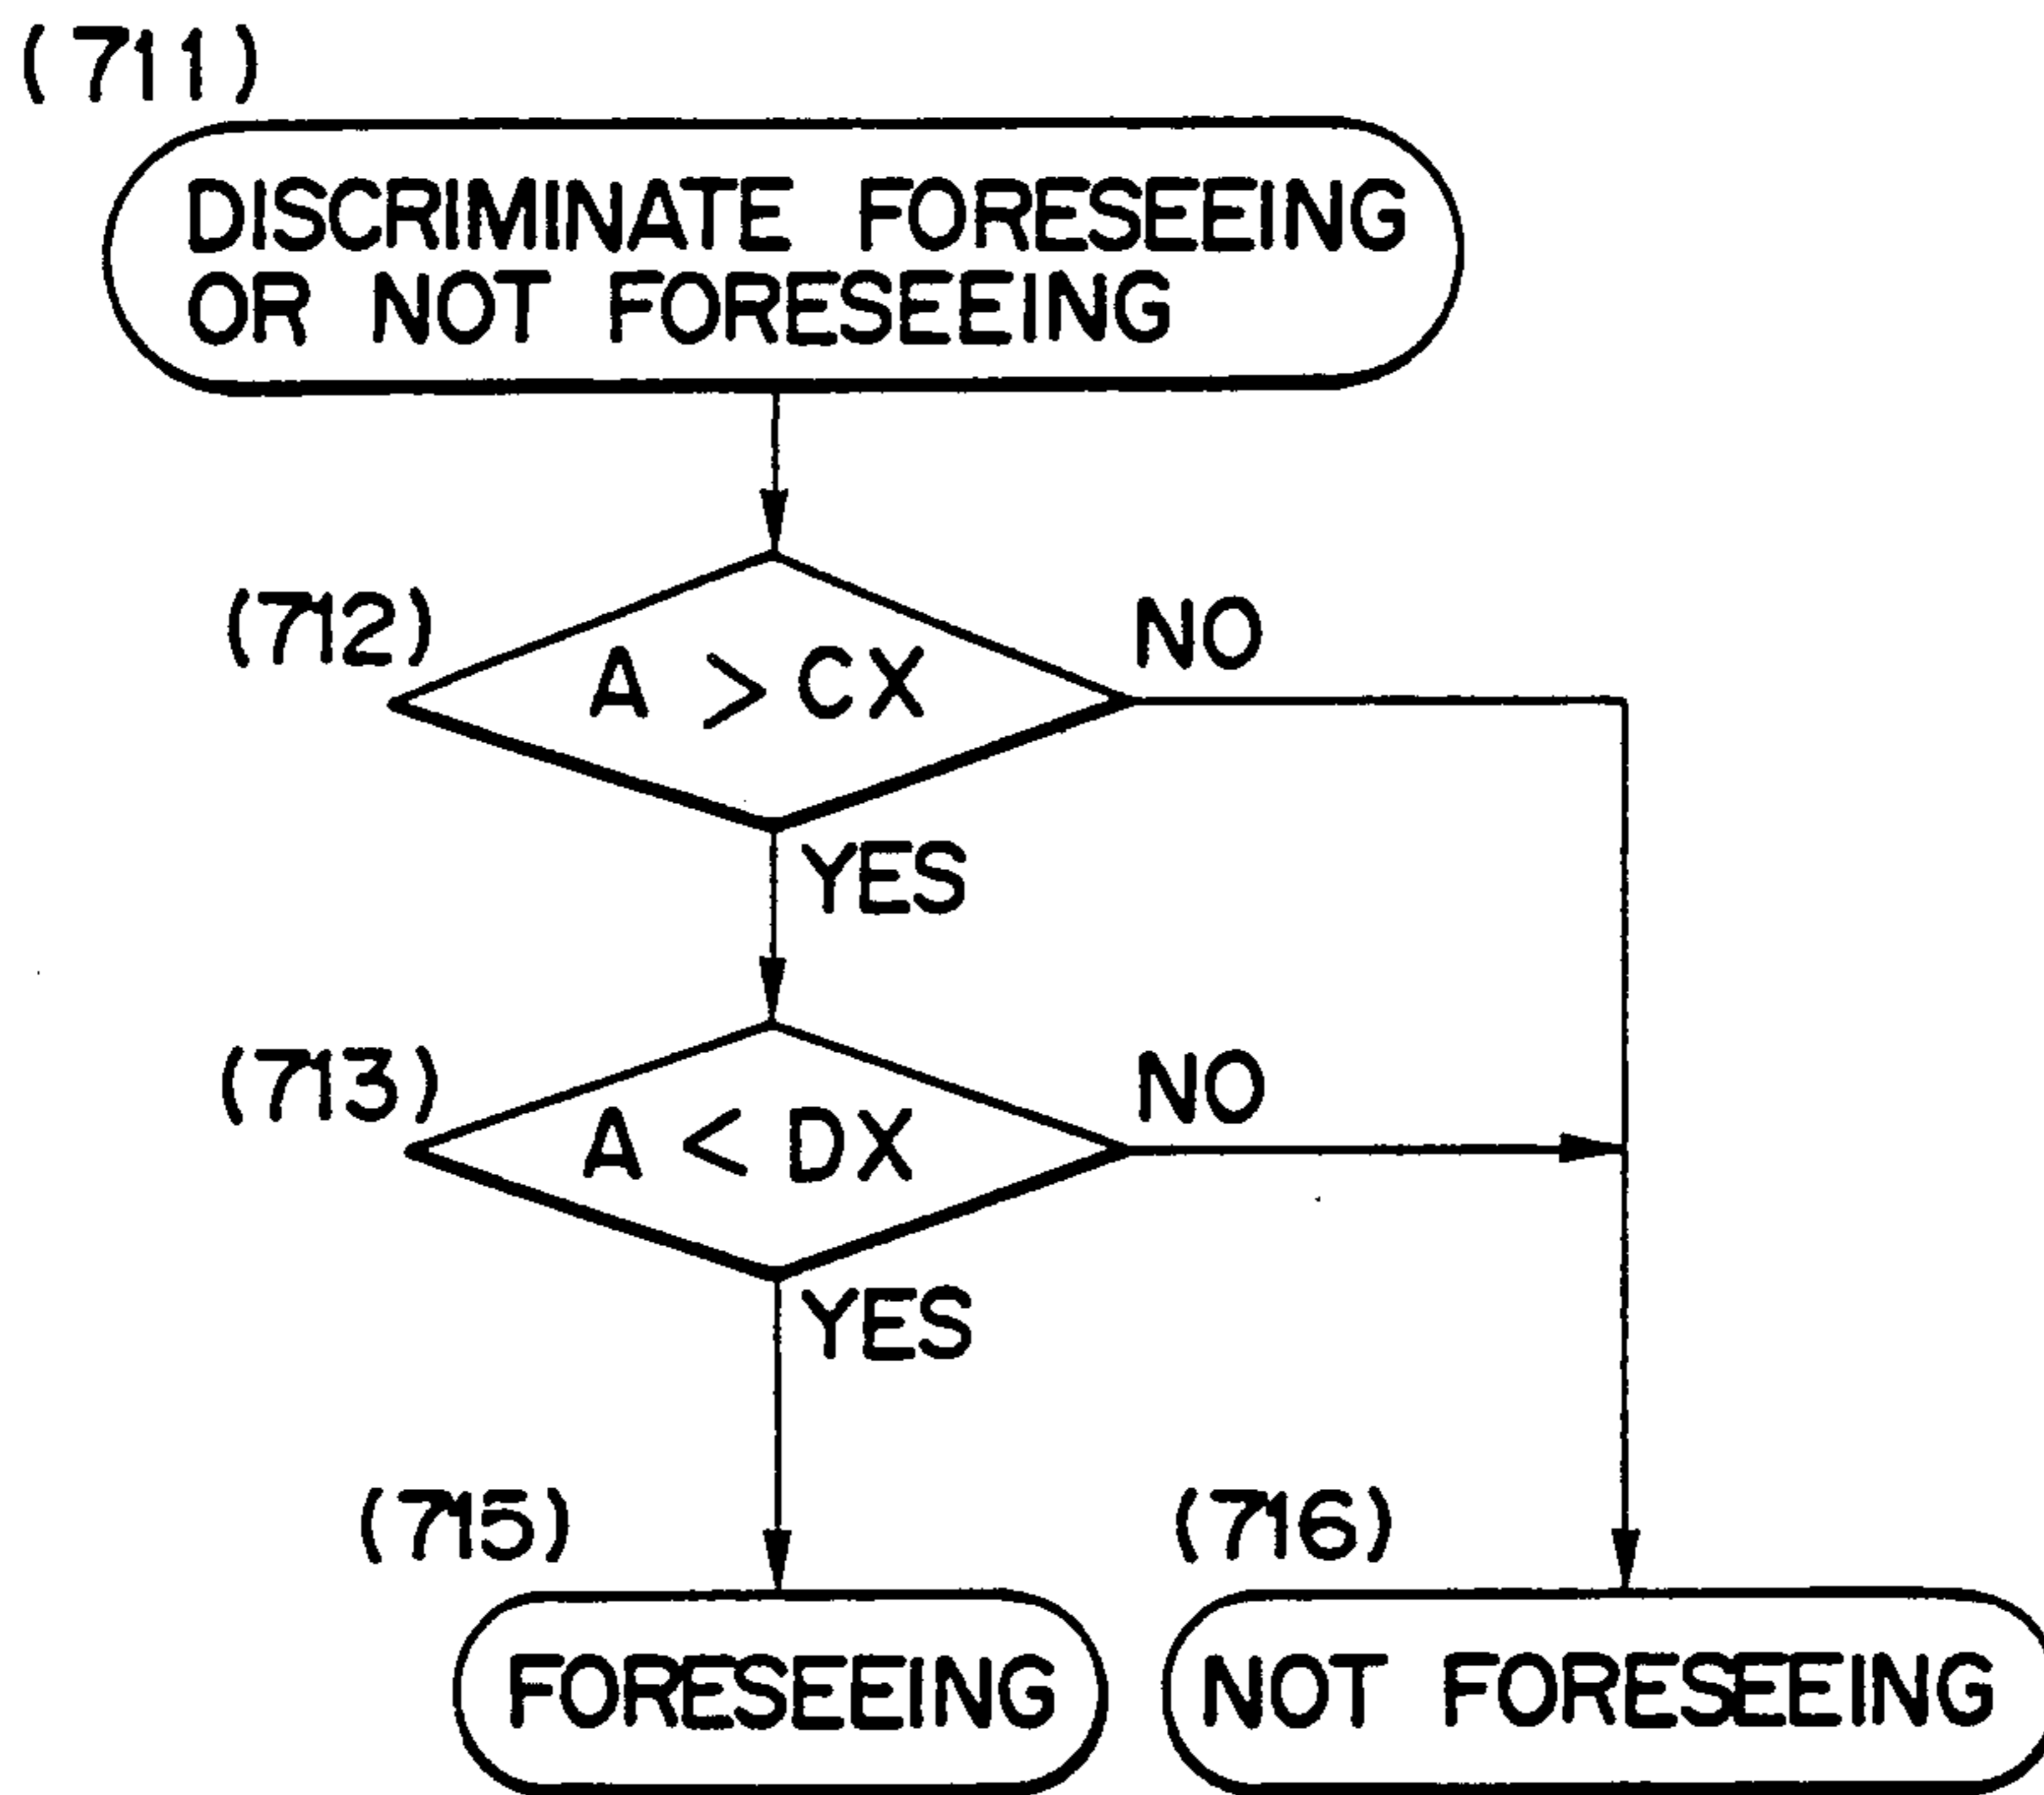 (711)
DISCRIMINATE FORESEEING
OR NOT FORESEEING
(712)
A > CX
NO
YES
(713)
A < DX
NO
YES
(715)
(716)
FORESEEING
NOT FORESEEING